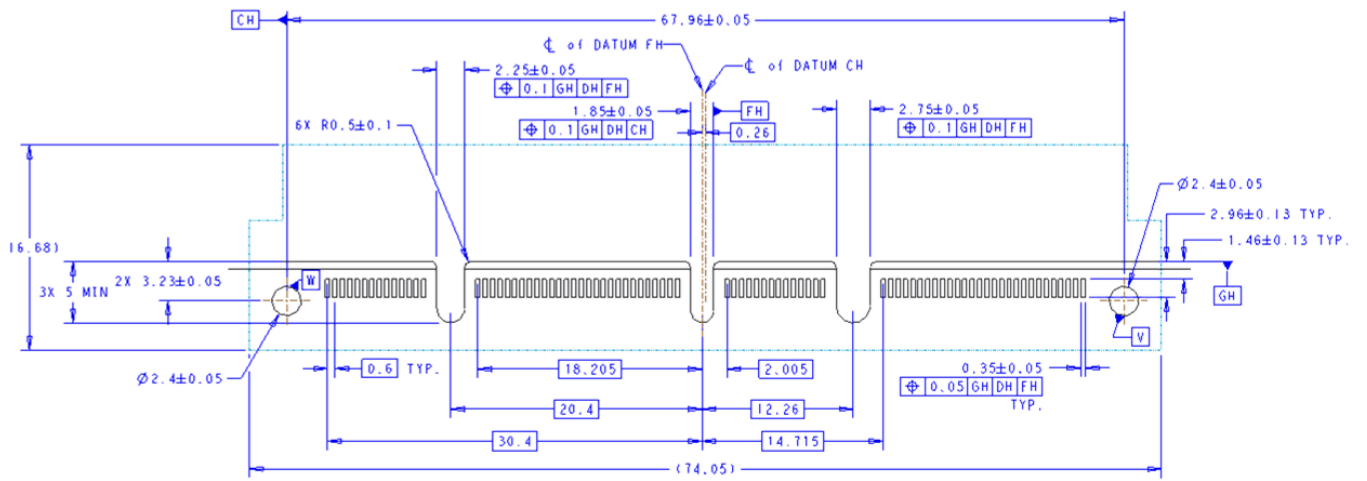 CH
67.96±0.05
℄ of DATUM FH
℄ of DATUM CH
2.25±0.05
⌖ 0.1 GH DH FH
1.85±0.05
FH
2.75±0.05
6X R0.5±0.1
⌖ 0.1 GH DH CH
0.26
⌖ 0.1 GH DH FH
Ø2.4±0.05
2.96±0.13 TYP.
16.68)
1.46±0.13 TYP.
2X 3.23±0.05
W
3X 5 MIN
GH
V
Ø2.4±0.05
0.6 TYP.
18.205
2.005
0.35±0.05
⌖ 0.05 GH DH FH
TYP.
20.4
12.26
30.4
14.715
(74.05)